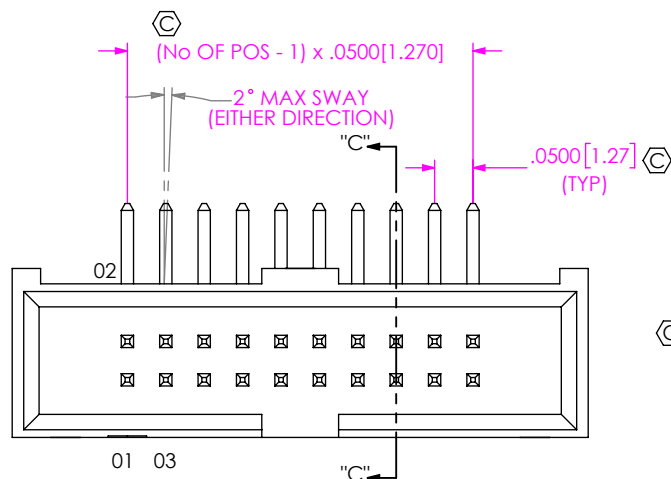 C
(No OF POS - 1) x .0500[1.270]
2° MAX SWAY
(EITHER DIRECTION)
"C"
.0500[1.27] C
(TYP)
02
C
01 03
"C"